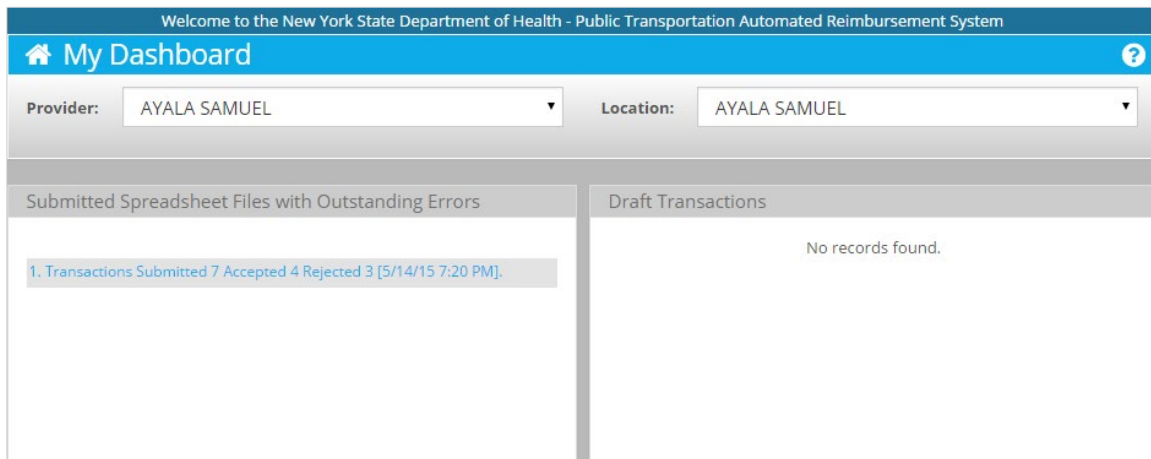 Welcome to the New York State Department of Health - Public Transportation Automated Reimbursement System
My Dashboard
?
Provider: AYALA SAMUEL Location: AYALA SAMUEL
Submitted Spreadsheet Files with Outstanding Errors
1. Transactions Submitted 7 Accepted 4 Rejected 3 [5/14/15 7:20 PM].
Draft Transactions
No records found.